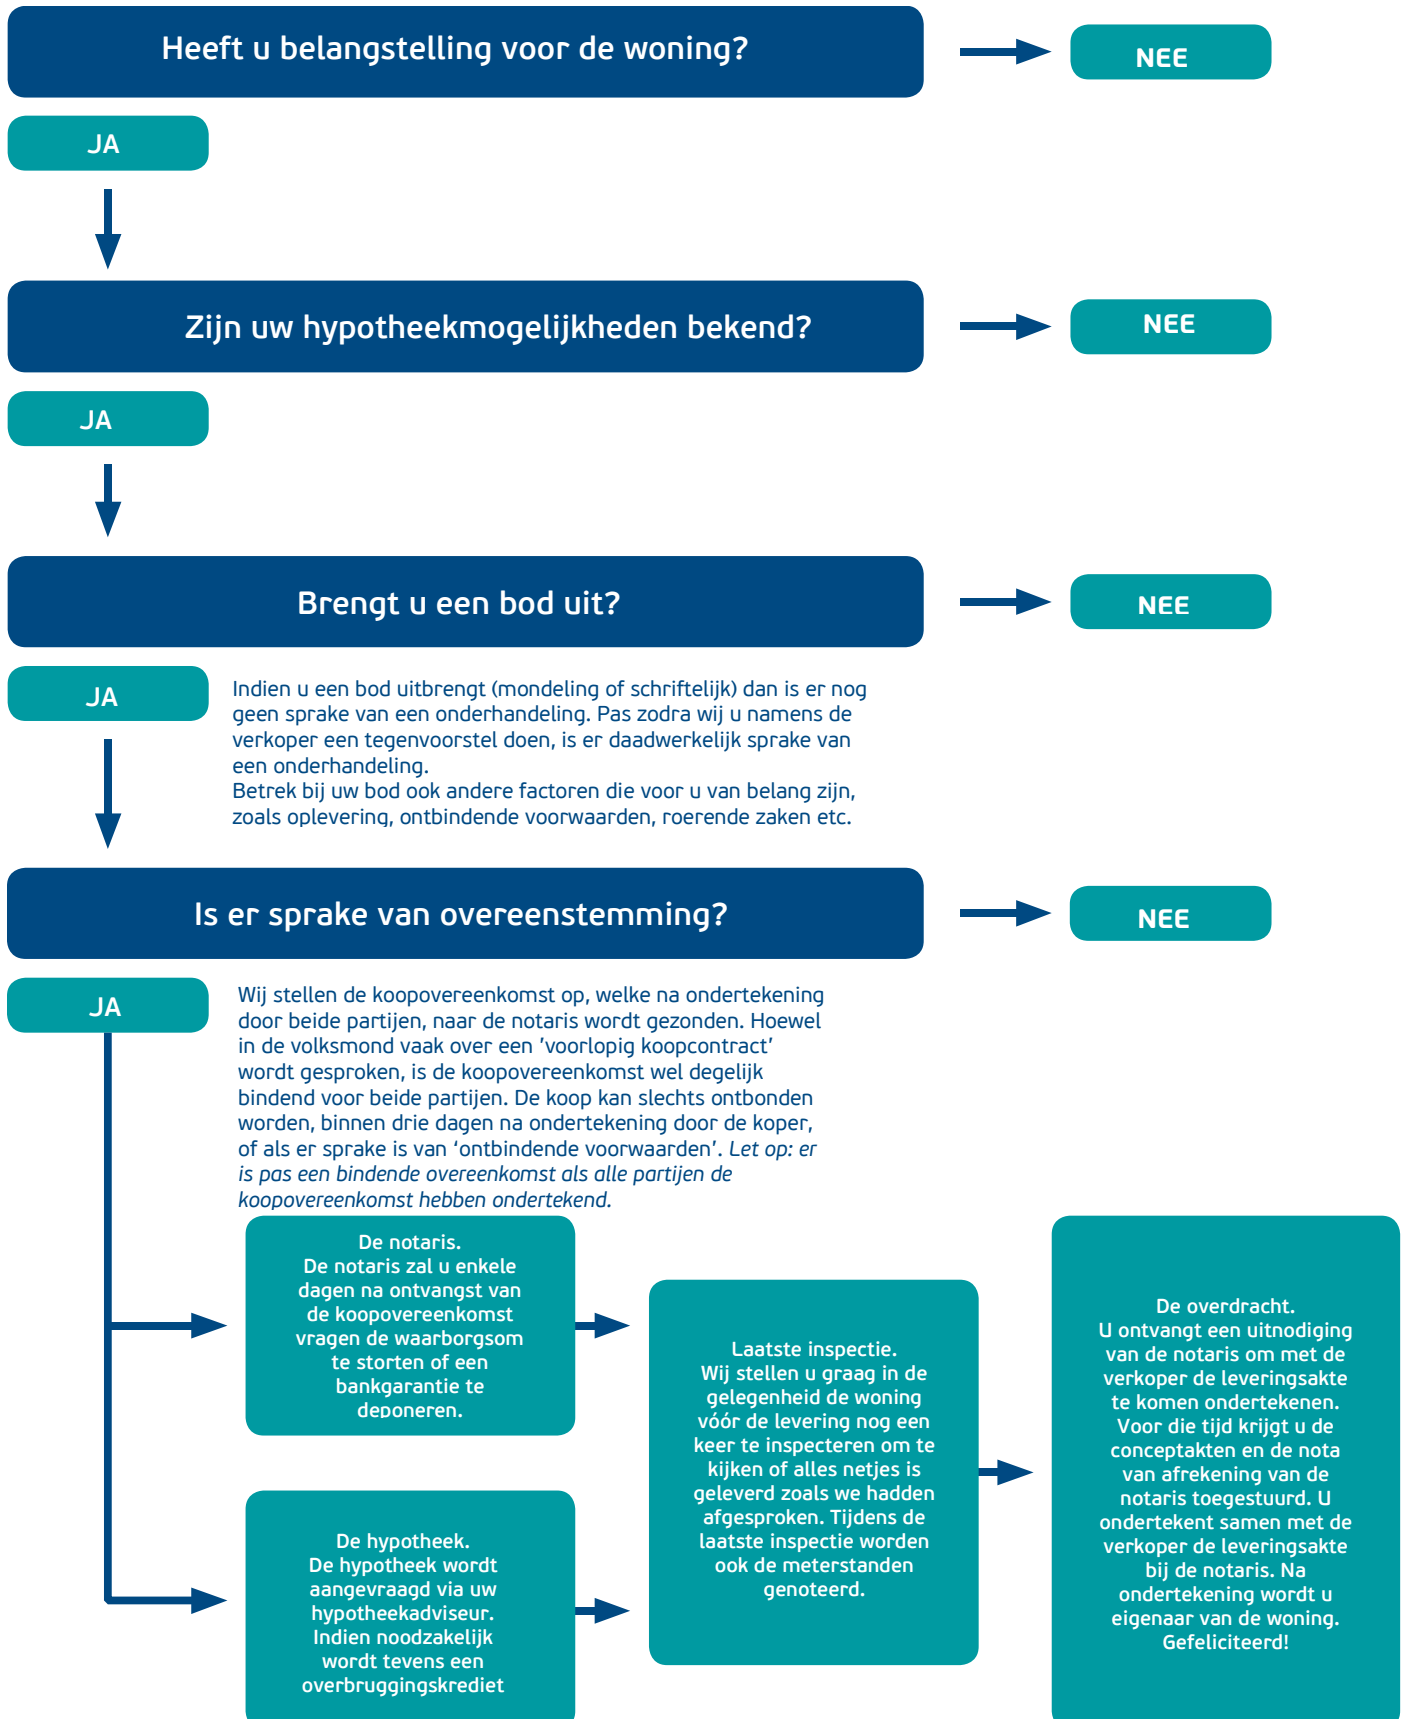 Heeft u belangstelling voor de woning?
NEE
JA
Zijn uw hypotheekmogelijkheden bekend?
NEE
JA
Brengt u een bod uit?
NEE
JA
Indien u een bod uitbrengt (mondeling of schriftelijk) dan is er nog
geen sprake van een onderhandeling. Pas zodra wij u namens de
verkoper een tegenvoorstel doen, is er daadwerkelijk sprake van
een onderhandeling.
Betrek bij uw bod ook andere factoren die voor u van belang zijn,
zoals oplevering, ontbindende voorwaarden, roerende zaken etc.
Is er sprake van overeenstemming?
NEE
JA
Wij stellen de koopovereenkomst op, welke na ondertekening
door beide partijen, naar de notaris wordt gezonden. Hoewel
in de volksmond vaak over een 'voorlopig koopcontract'
wordt gesproken, is de koopovereenkomst wel degelijk
bindend voor beide partijen. De koop kan slechts ontbonden
worden, binnen drie dagen na ondertekening door de koper,
of als er sprake is van ‘ontbindende voorwaarden’. Let op: er
is pas een bindende overeenkomst als alle partijen de
koopovereenkomst hebben ondertekend.
De notaris.
De notaris zal u enkele
dagen na ontvangst van
de koopovereenkomst
vragen de waarborgsom
te storten of een
bankgarantie te
deponeren.
De hypotheek.
De hypotheek wordt
aangevraagd via uw
hypotheekadviseur.
Indien noodzakelijk
wordt tevens een
overbruggingskrediet
Laatste inspectie.
Wij stellen u graag in de
gelegenheid de woning
vóór de levering nog een
keer te inspecteren om te
kijken of alles netjes is
geleverd zoals we hadden
afgesproken. Tijdens de
laatste inspectie worden
ook de meterstanden
genoteerd.
De overdracht.
U ontvangt een uitnodiging
van de notaris om met de
verkoper de leveringsakte
te komen ondertekenen.
Voor die tijd krijgt u de
conceptakten en de nota
van afrekening van de
notaris toegestuurd. U
ondertekent samen met de
verkoper de leveringsakte
bij de notaris. Na
ondertekening wordt u
eigenaar van de woning.
Gefeliciteerd!